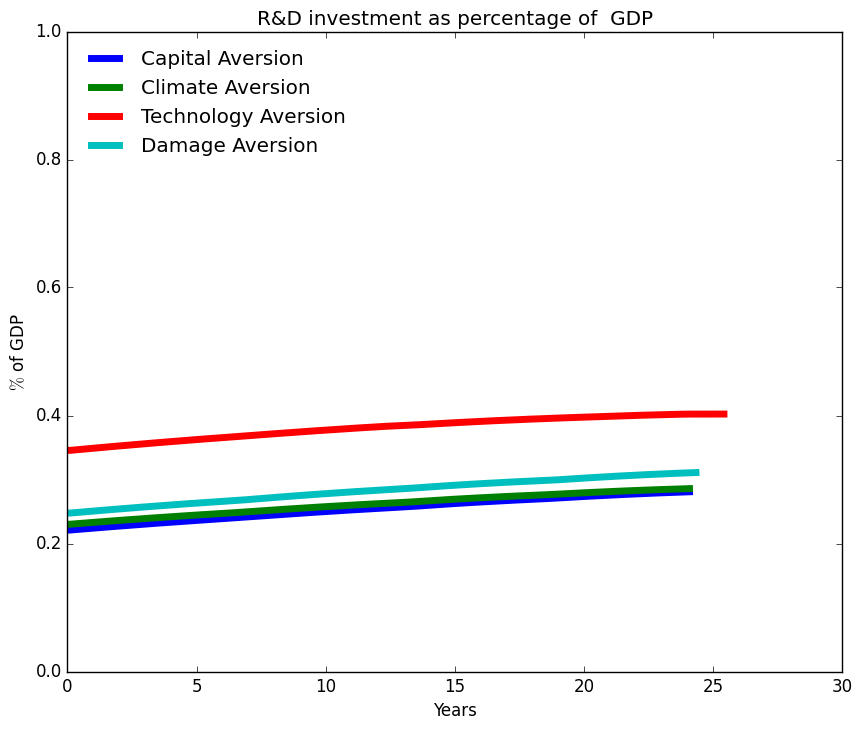 R&D investment as percentage of  GDP
Capital Aversion
Climate Aversion
Technology Aversion
Damage Aversion
1.0
0.8
0.6
0.4
0.2
0.0
% of GDP
0 5 10 15 20 25 30
Years